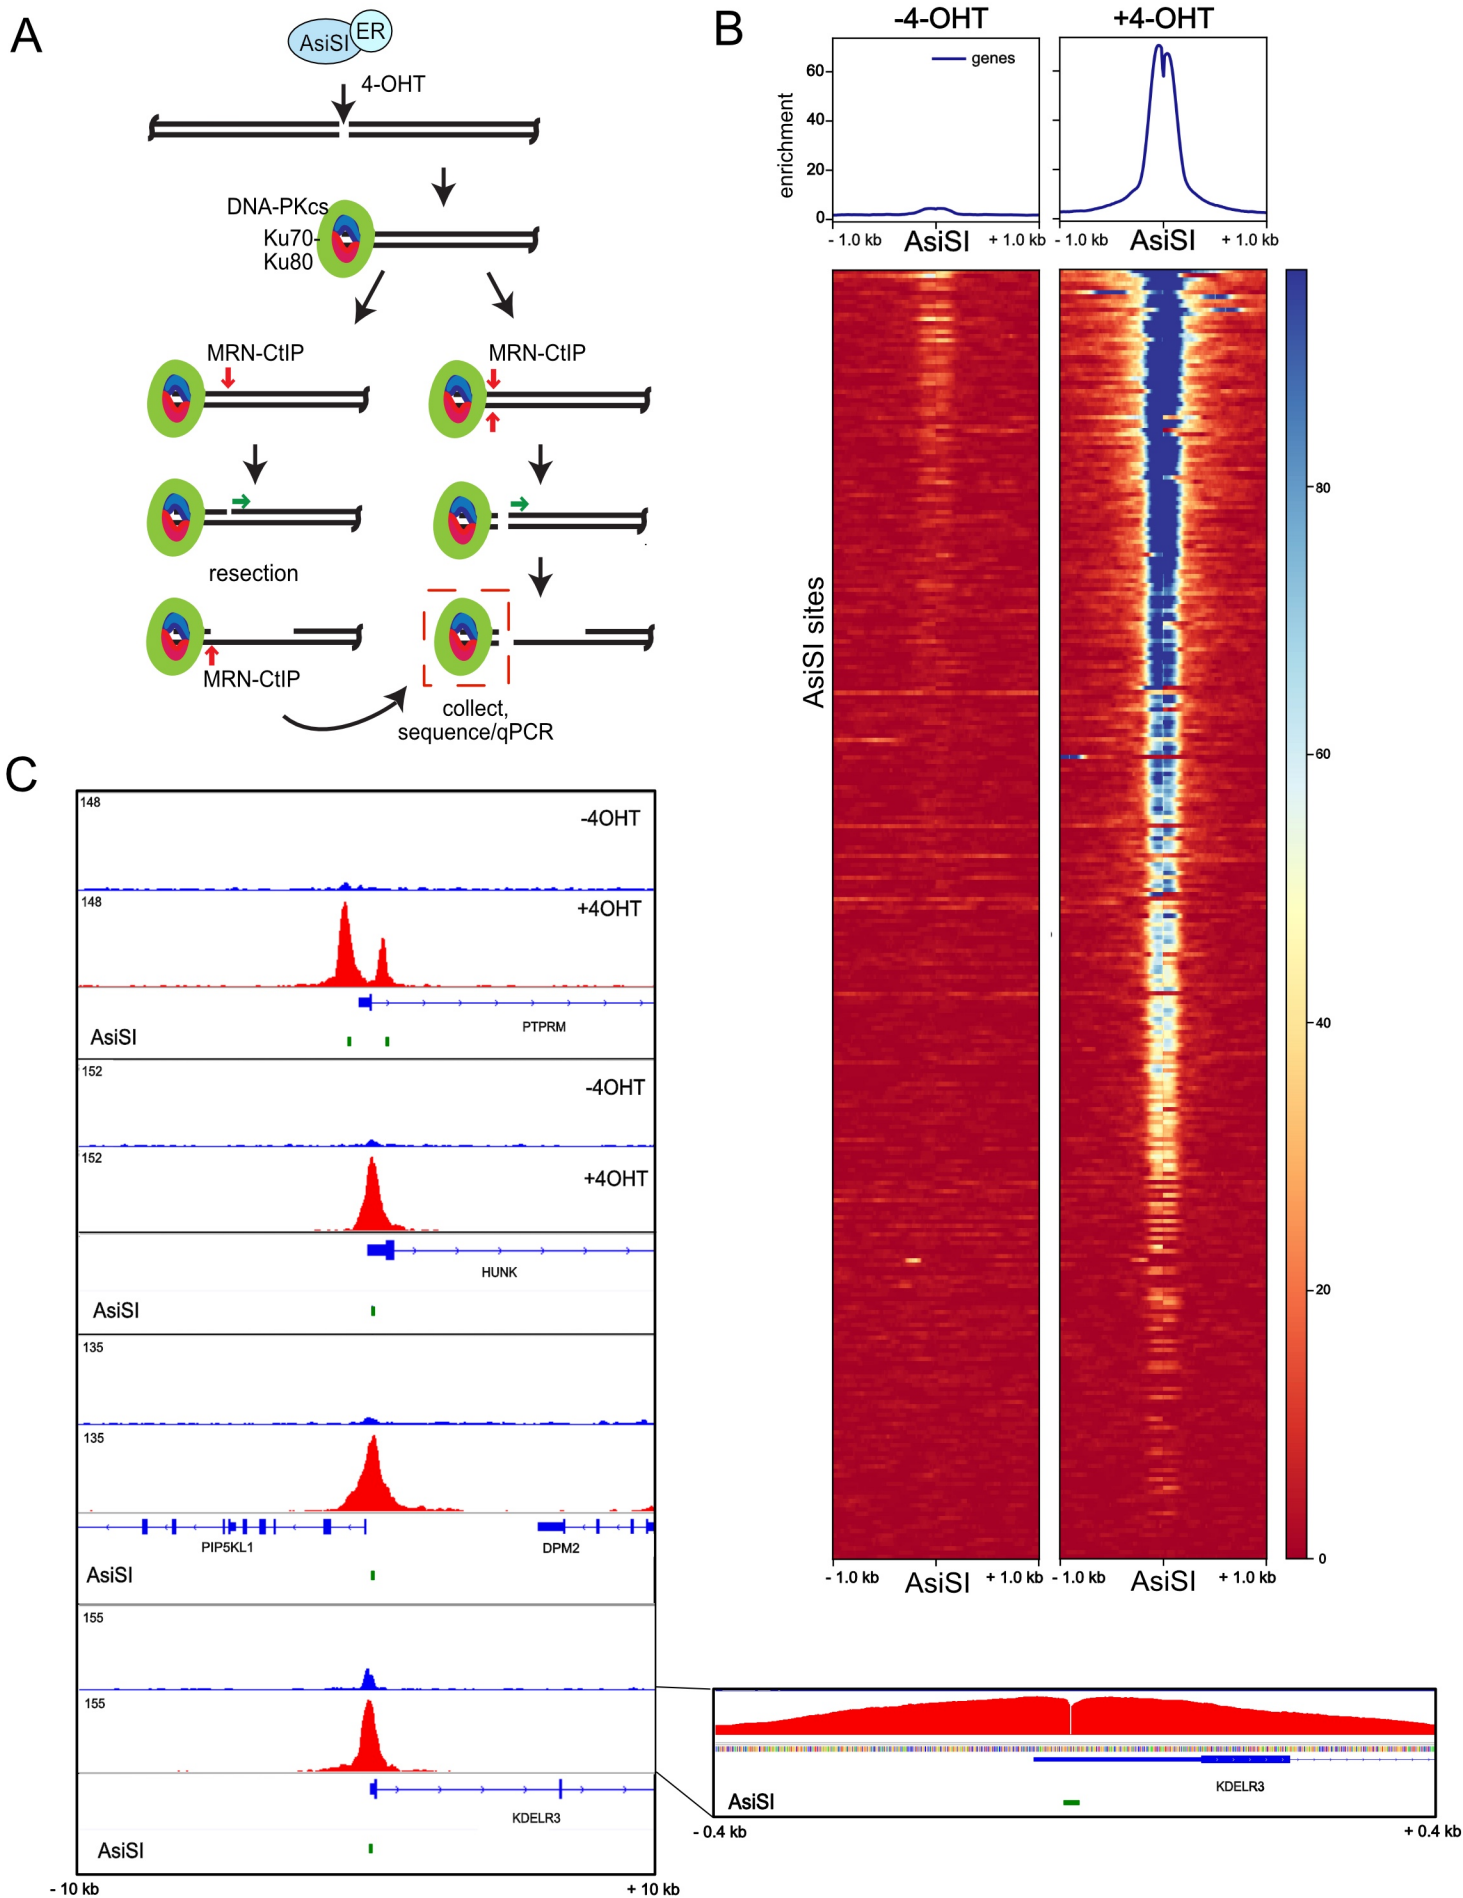 A
AsiSI
ER
4-OHT
DNA-PKcs
Ku70-
Ku80
MRN-CtIP
MRN-CtIP
resection
MRN-CtIP
collect,
sequence/qPCR
B
-4-OHT
+4-OHT
genes
enrichment
60
40
20
0
- 1.0 kb
AsiSI
+ 1.0 kb
- 1.0 kb
AsiSI
+ 1.0 kb
AsiSI sites
80
60
40
20
0
- 1.0 kb
AsiSI
+ 1.0 kb
- 1.0 kb
AsiSI
+ 1.0 kb
C
148
-4OHT
148
+4OHT
PTPRM
AsiSI
152
-4OHT
152
+4OHT
HUNK
AsiSI
135
135
PIP5KL1
DPM2
AsiSI
155
155
KDELR3
AsiSI
- 10 kb
+ 10 kb
KDELR3
AsiSI
- 0.4 kb
+ 0.4 kb